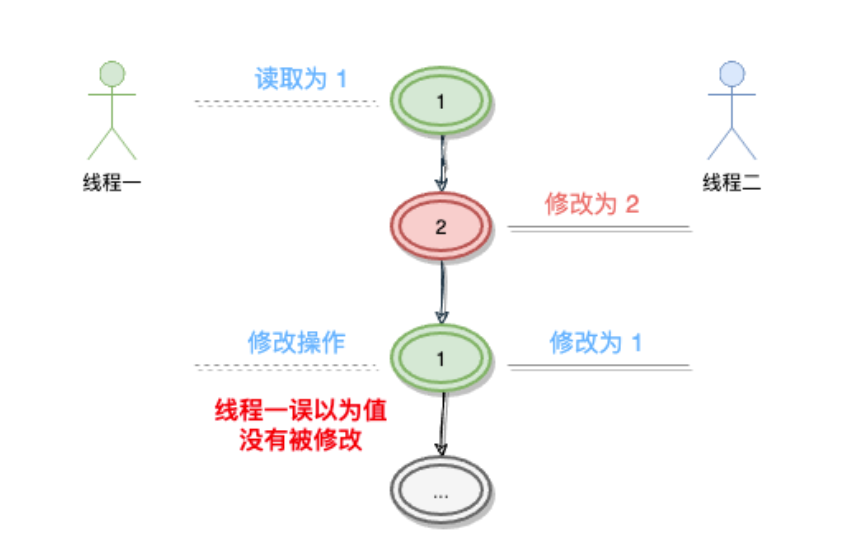 读取为 1
1
线程一
线程二
修改为 2
2
修改操作
修改为 1
1
线程一误以为值
没有被修改
...